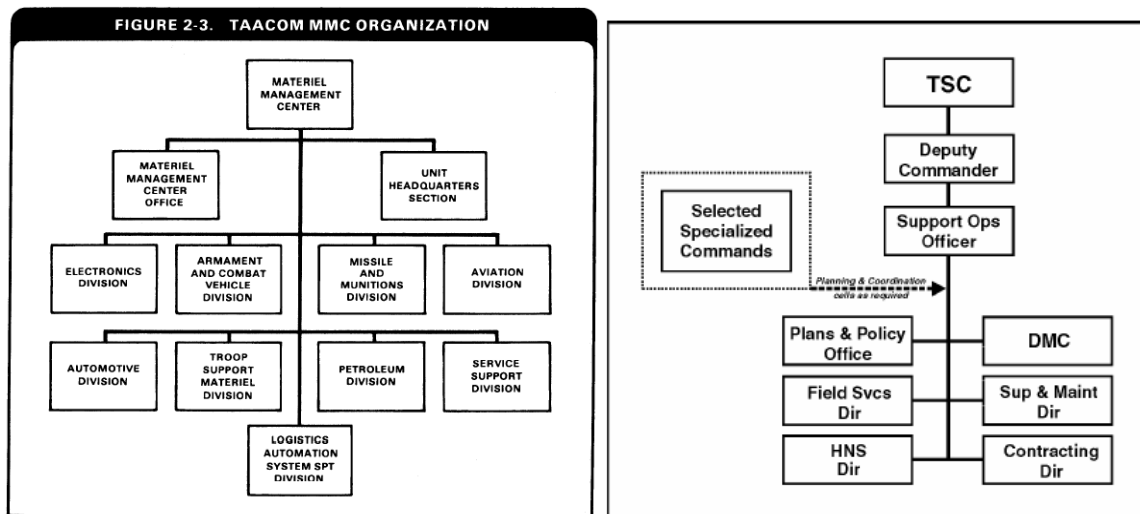 FIGURE 2-3. TAACOM MMC ORGANIZATION
MATERIEL
MANAGEMENT
CENTER
MATERIEL
MANAGEMENT
CENTER
OFFICE
UNIT
HEADQUARTERS
SECTION
ELECTRONICS
DIVISION
ARMAMENT
AND COMBAT
VEHICLE
DIVISION
MISSILE
AND
MUNITIONS
DIVISION
AVIATION
DIVISION
AUTOMOTIVE
DIVISION
TROOP
SUPPORT
MATERIEL
DIVISION
PETROLEUM
DIVISION
SERVICE
SUPPORT
DIVISION
LOGISTICS
AUTOMATION
SYSTEM SPT
DIVISION
TSC
Deputy
Commander
Selected
Specialized
Commands
Support Ops
Officer
Planning & Coordination
cells as required
Plans & Policy
Office
DMC
Field Svcs
Dir
Sup & Maint
Dir
HNS
Dir
Contracting
Dir